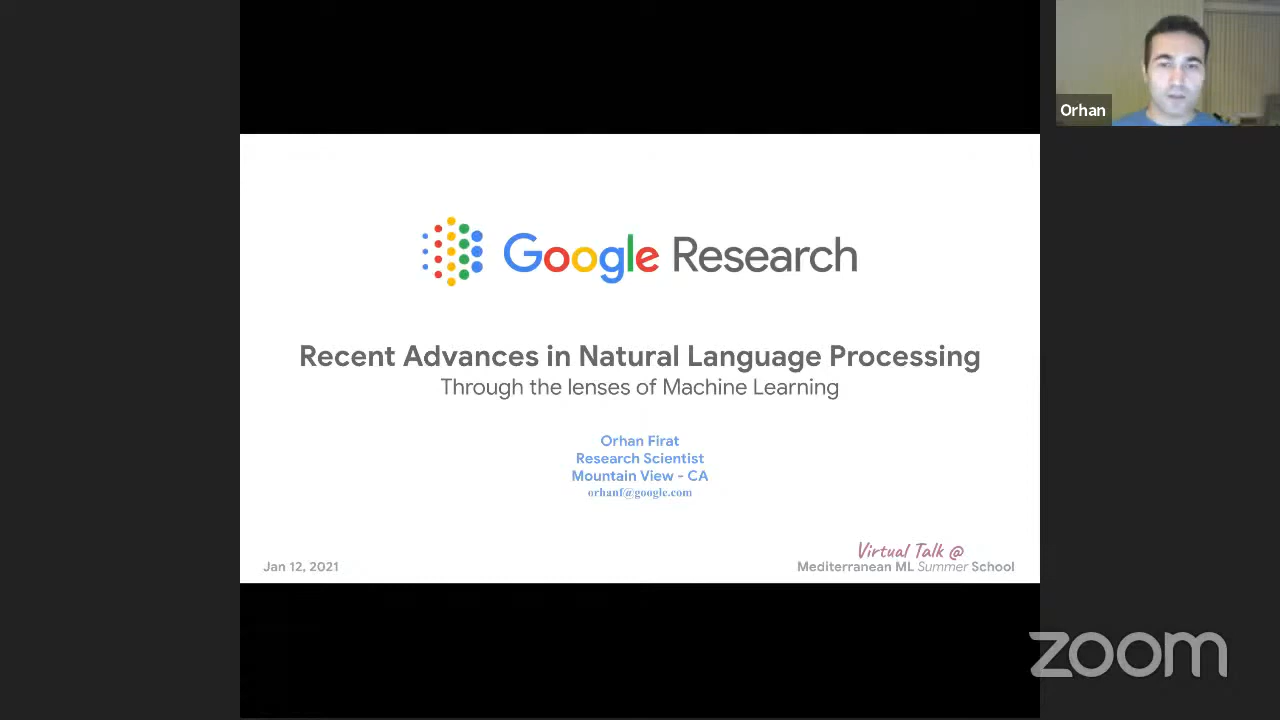 Orhan
Google Research
Recent Advances in Natural Language Processing
Through the lenses of Machine Learning
Orhan Firat
Research Scientist
Mountain View - CA
orhanf@google.com
Jan 12, 2021
Virtual Talk @
Mediterranean ML Summer School
zoom